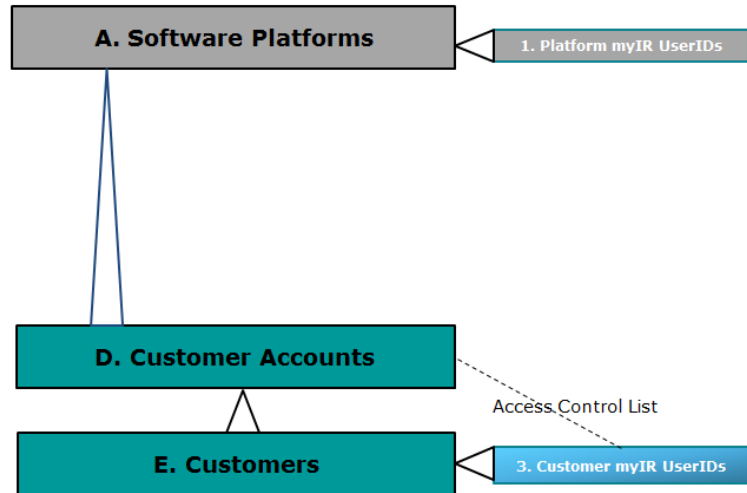 A. Software Platforms
1. Platform myIR UserIDs
D. Customer Accounts
Access Control List
E. Customers
3. Customer myIR UserIDs